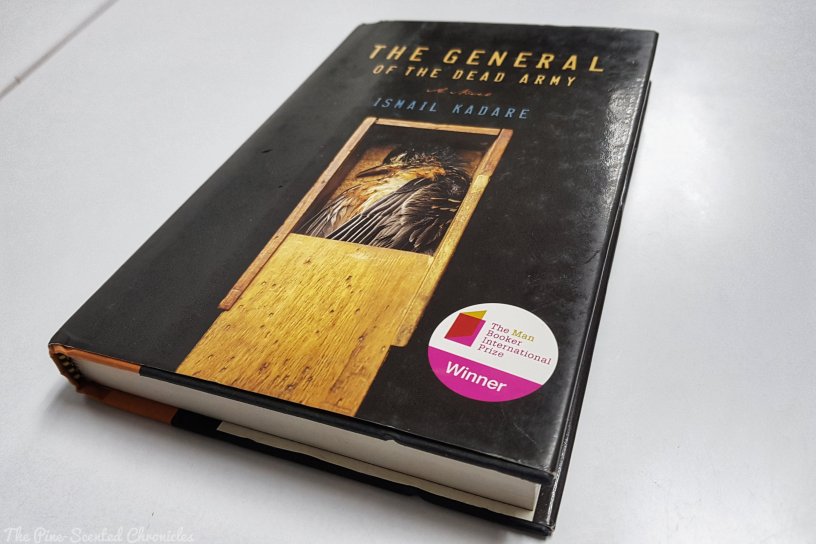 THE GENERAL
OF THE DEAD ARMY
A Novel
ISMAIL KADARE
The Man
Booker
International
Prize
Winner
The Pine-Scented Chronicles